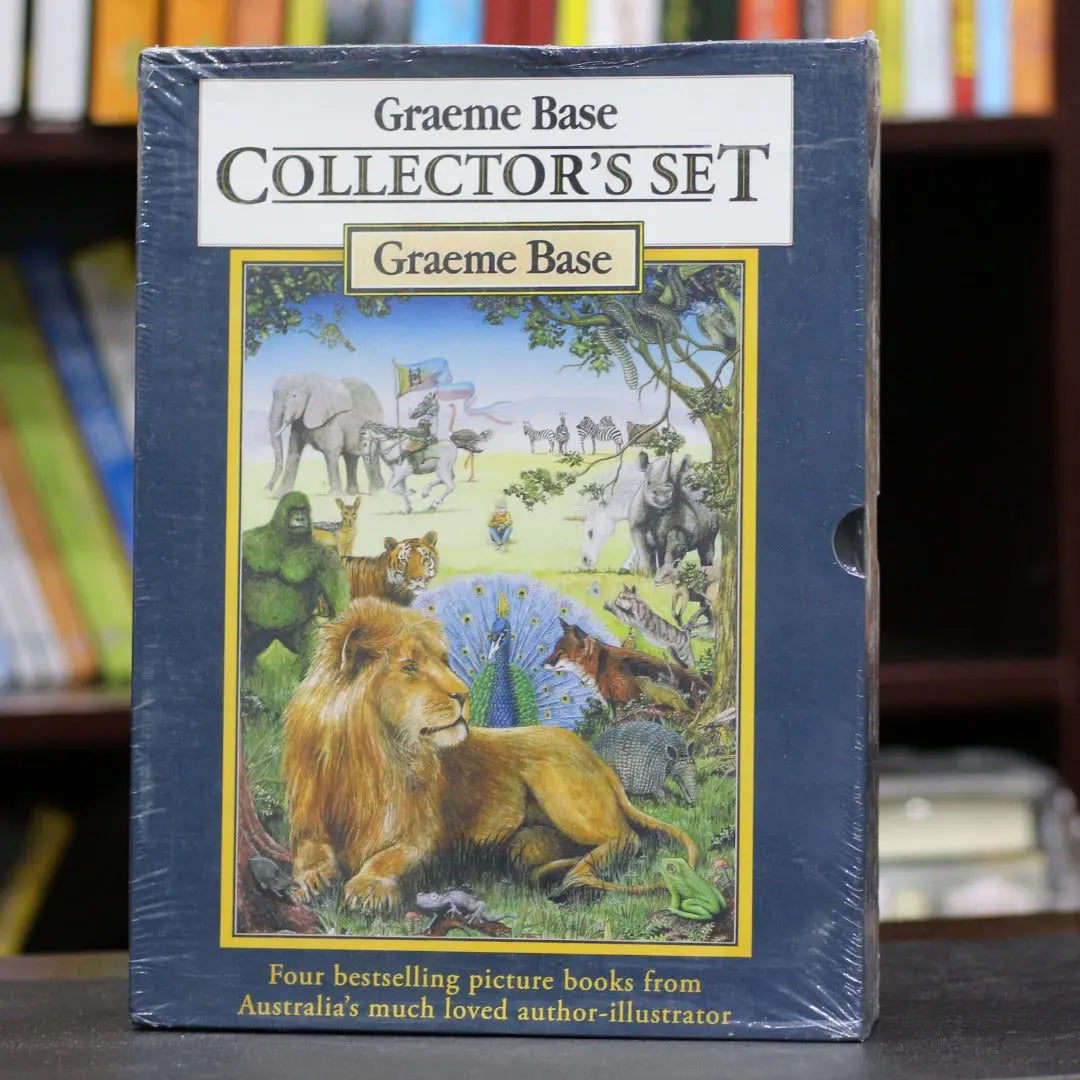 Graeme Base
COLLECTOR'S SET
Graeme Base
Four bestselling picture books from
Australia's much loved author-illustrator